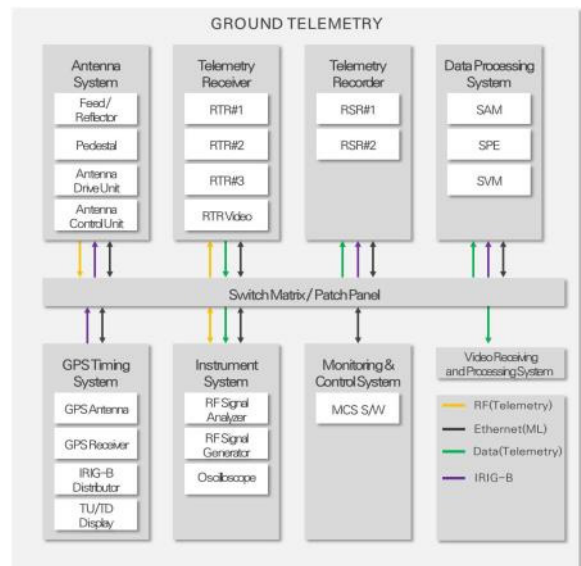 GROUND TELEMETRY
Antenna
System
Feed/
Reflector
Pedestal
Antenna
Drive Unit
Antenna
Control Unit
Telemetry
Receiver
RTR#1
RTR#2
RTR#3
RTR Video
Telemetry
Recorder
RSR#1
RSR#2
Data Processing
System
SAM
SPE
SVM
Switch Matrix / Patch Panel
GPS Timing
System
GPS Antenna
GPS Receiver
IRIG-B
Distributor
TU/TD
Display
Instrument
System
RF Signal
Analyzer
RF Signal
Generator
Oscilloscope
Monitoring &
Control System
MCS S/W
Video Receiving
and Processing System
RF(Telemetry)
Ethernet(ML)
Data(Telemetry)
IRIG-B